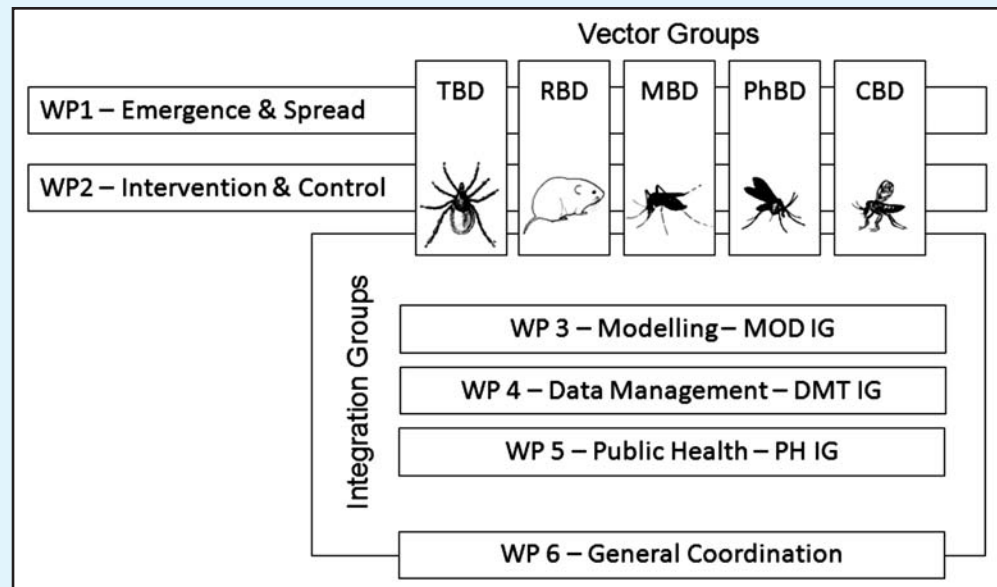 Vector Groups
TBD
RBD
MBD
PhBD
CBD
WP1 – Emergence & Spread
WP2 – Intervention & Control
Integration Groups
WP 3 – Modelling– MOD IG
WP 4 – Data Management – DMT IG
WP 5 – Public Health – PH IG
WP 6 – General Coordination